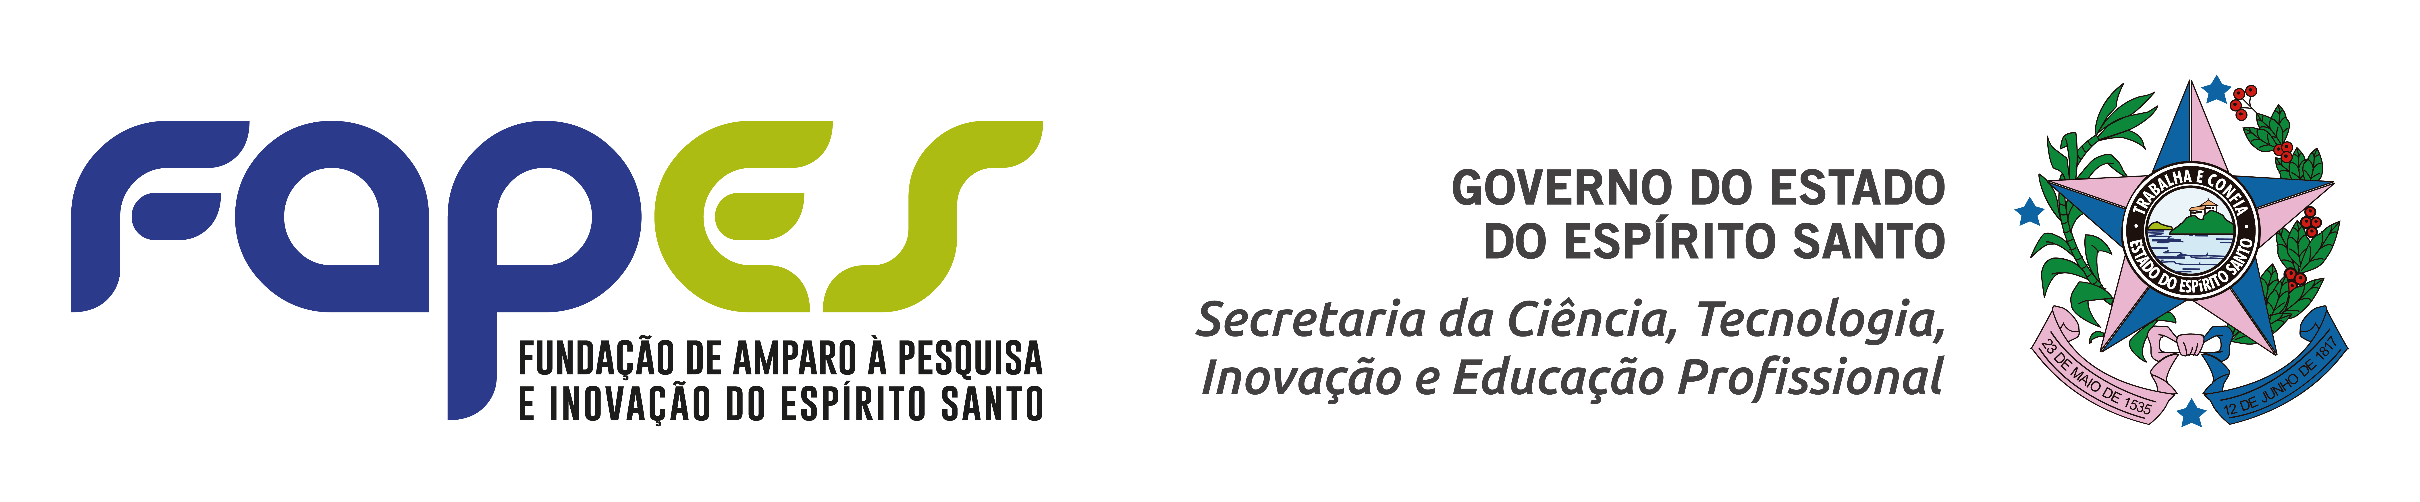 FAPES
FUNDAÇÃO DE AMPARO À PESQUISA
E INOVAÇÃO DO ESPÍRITO SANTO
GOVERNO DO ESTADO
DO ESPÍRITO SANTO
Secretaria da Ciência, Tecnologia,
Inovação e Educação Profissional
TRABALHA E CONFIA
ESTADO DO ESPÍRITO SANTO
23 DE MAIO DE 1535
12 DE JUNHO DE 1817